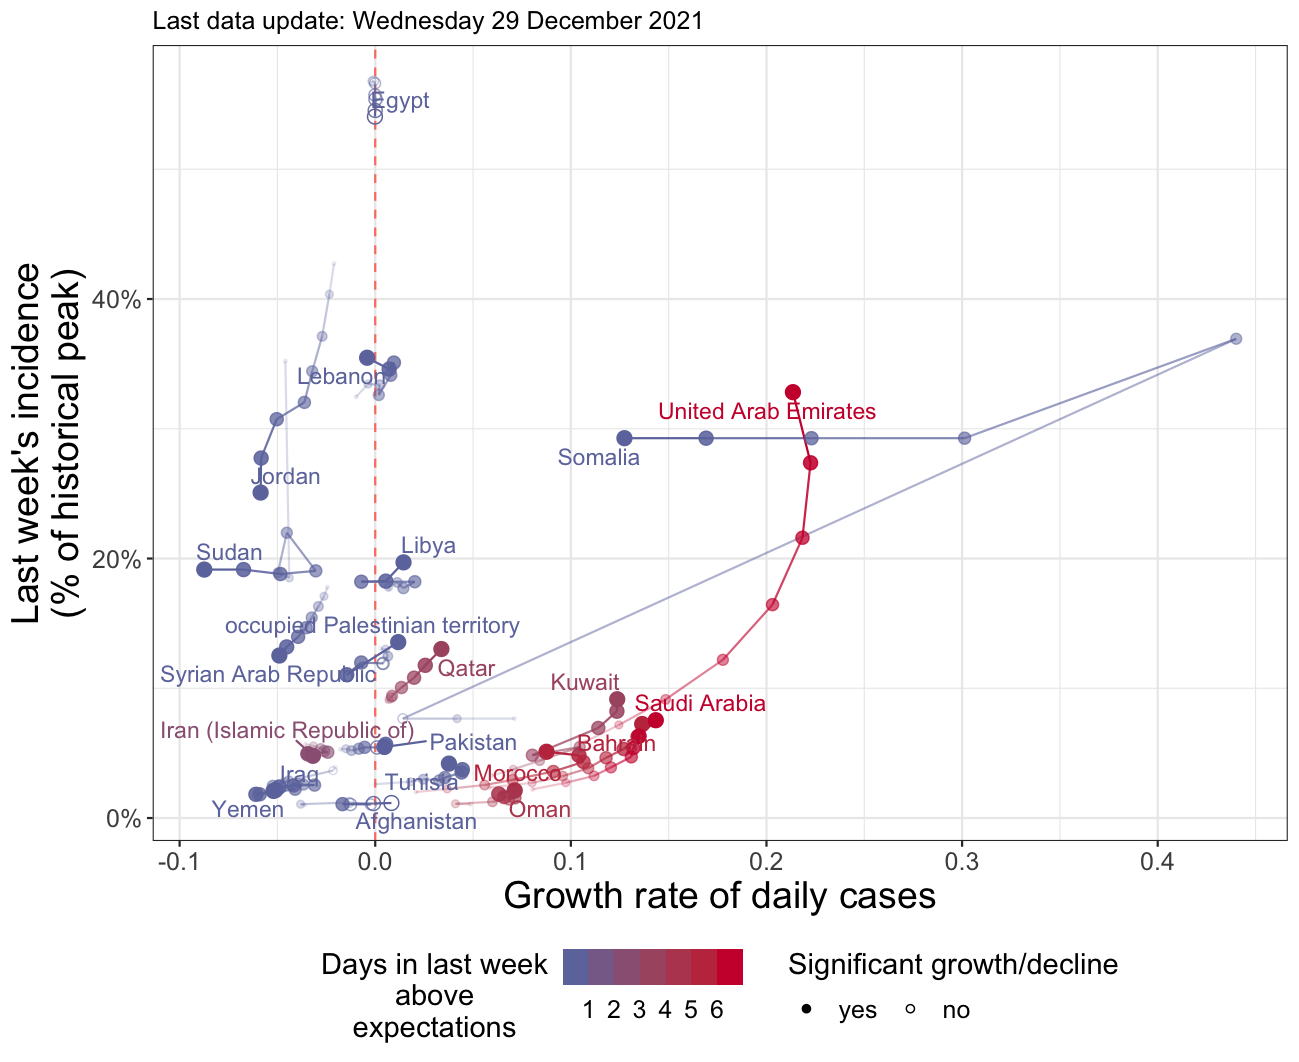 Last data update: Wednesday 29 December 2021
Last week's incidence
(% of historical peak)
40%
20%
0%
Egypt
Lebanon
United Arab Emirates
Somalia
Jordan
Sudan
Libya
occupied Palestinian territory
Syrian Arab Republic
Qatar
Kuwait
Saudi Arabia
Iran (Islamic Republic of)
Pakistan
Bahrain
Iraq
Tunisia
Morocco
Yemen
Oman
Afghanistan
-0.1
0.0
0.1
0.2
0.3
0.4
Growth rate of daily cases
Days in last week
above
expectations
1 2 3 4 5 6
Significant growth/decline
yes
no